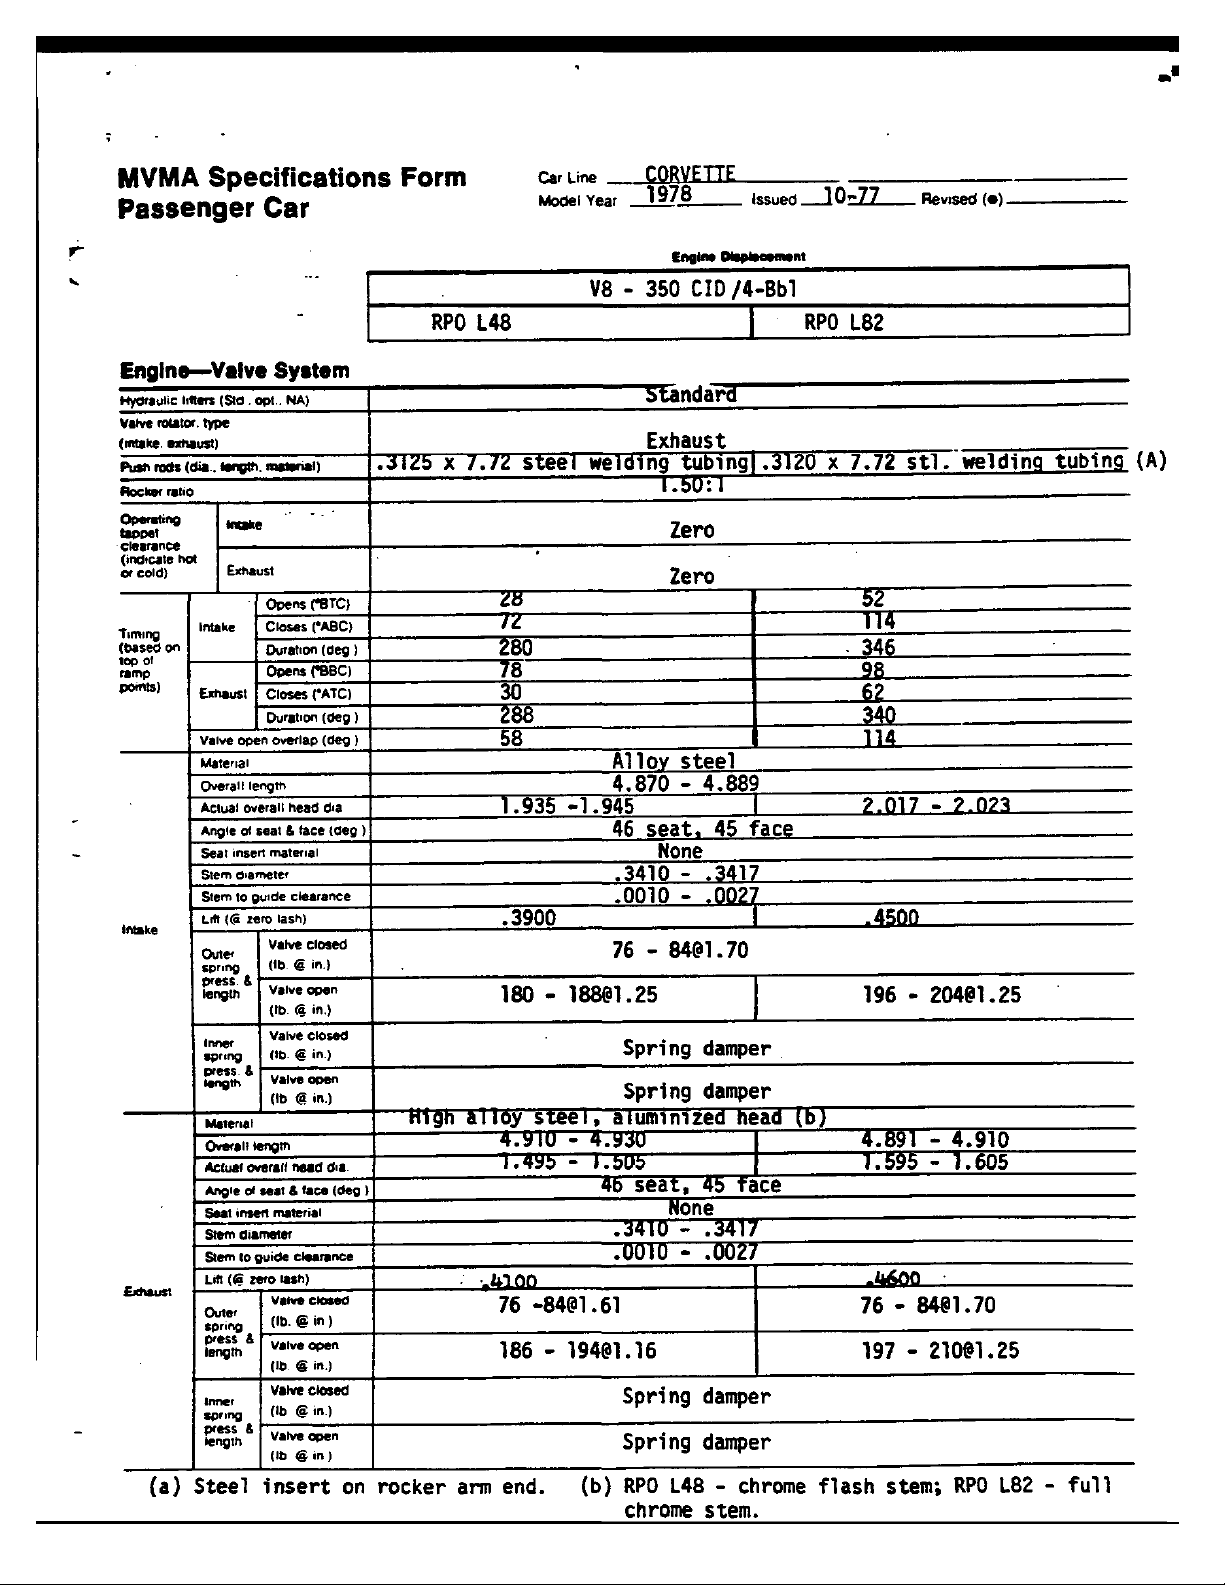 MVMA Specifications Form
Passenger Car
Car Line CORVETTE
Model Year 1978 Issued 10-77 Revised (●)
Engine Displacement
V8 - 350 CID/4-Bbl
RPO L48 RPO L82
Engine—Valve System
Hydraulic lifters (Std., opt., NA) Standard
Valve rotator, type
(intake, exhaust) Exhaust
Push rods (dia., length, material) .3125 x 7.72 steel welding tubing .3120 x 7.72 stl. welding tubing (A)
Rocker ratio 1.50:1
Operating
tappet
clearance
(indicate hot
or cold)
Intake Zero
Exhaust Zero
Timing
(based on
top of
ramp
points)
Intake
Opens (°BTC) 28 52
Closes (°ABC) 72 114
Duration (deg.) 280 346
Exhaust
Opens (°BBC) 78 98
Closes (°ATC) 30 62
Duration (deg.) 288 340
Valve open overlap (deg.) 58 114
Intake
Material Alloy steel
Overall length 4.870 - 4.889
Actual overall head dia 1.935 -1.945 2.017 - 2.023
Angle of seat & face (deg.) 46 seat, 45 face
Seat insert material None
Stem diameter .3410 - .3417
Stem to guide clearance .0010 - .0027
Lift (@ zero lash) .3900 .4500
Outer
spring
press. &
length
Valve closed
(lb. @ in.) 76 - 84@1.70
Valve open
(lb. @ in.) 180 - 188@1.25 196 - 204@1.25
Inner
spring
press. &
length
Valve closed
(lb. @ in.) Spring damper
Valve open
(lb @ in.) Spring damper
Exhaust
Material High alloy steel, aluminized head (b)
Overall length 4.910 - 4.930 4.891 - 4.910
Actual overall head dia. 1.495 - 1.505 1.595 - 1.605
Angle of seat & face (deg.) 46 seat, 45 face
Seat insert material None
Stem diameter .3410 - .3417
Stem to guide clearance .0010 - .0027
Lift (@ zero lash) .4100 .4600
Outer
spring
press &
length
Valve closed
(lb. @ in) 76 -84@1.61 76 - 84@1.70
Valve open
(lb. @ in.) 186 - 194@1.16 197 - 210@1.25
Inner
spring
press &
length
Valve closed
(lb @ in.) Spring damper
Valve open
(lb @ in) Spring damper
(a) Steel insert on rocker arm end. (b) RPO L48 - chrome flash stem; RPO L82 - full
chrome stem.